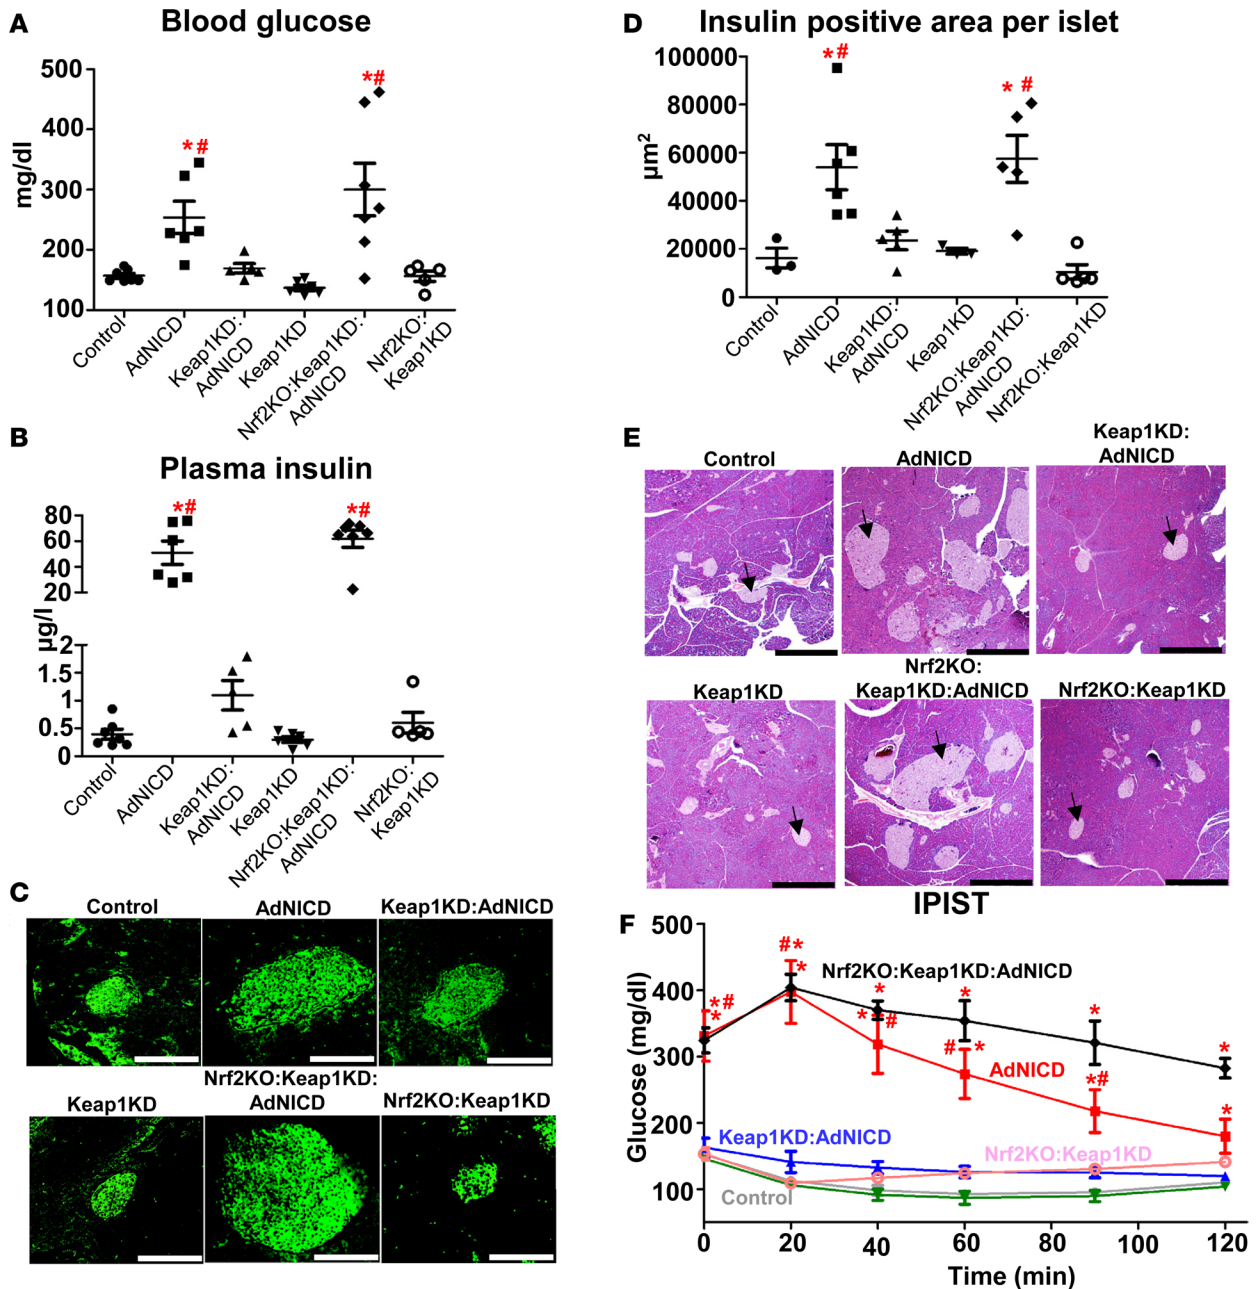 A
Blood glucose
500
400
300
200
100
mg/dl
* #
*#
Control
AdNICD
Keap1KD:
AdNICD
Keap1KD
Nrf2KO:Keap1KD:
AdNICD
Nrf2KO:
Keap1KD
B
Plasma insulin
80
60
40
20
2
1.5
1
0.5
0
µg/l
*#
*#
Control
AdNICD
Keap1KD:
AdNICD
Keap1KD
Nrf2KO:Keap1KD:
AdNICD
Nrf2KO:
Keap1KD
C
Control
AdNICD
Keap1KD:AdNICD
Keap1KD
Nrf2KO:Keap1KD:
AdNICD
Nrf2KO:Keap1KD
D
Insulin positive area per islet
100000
80000
60000
40000
20000
0
µm²
* #
* #
Control
AdNICD
Keap1KD:
AdNICD
Keap1KD
Nrf2KO:Keap1KD:
AdNICD
Nrf2KO:Keap1KD
E
Control
AdNICD
Keap1KD:
AdNICD
Keap1KD
Nrf2KO:
Keap1KD:AdNICD
Nrf2KO:Keap1KD
F
IPIST
500
400
300
200
100
Glucose (mg/dl)
* #
*
# *
*
*
* #
*
# *
*
*#
*
*
Nrf2KO:Keap1KD:AdNICD
AdNICD
Keap1KD:AdNICD
Nrf2KO:Keap1KD
Control
0
20
40
60
80
100
120
Time (min)